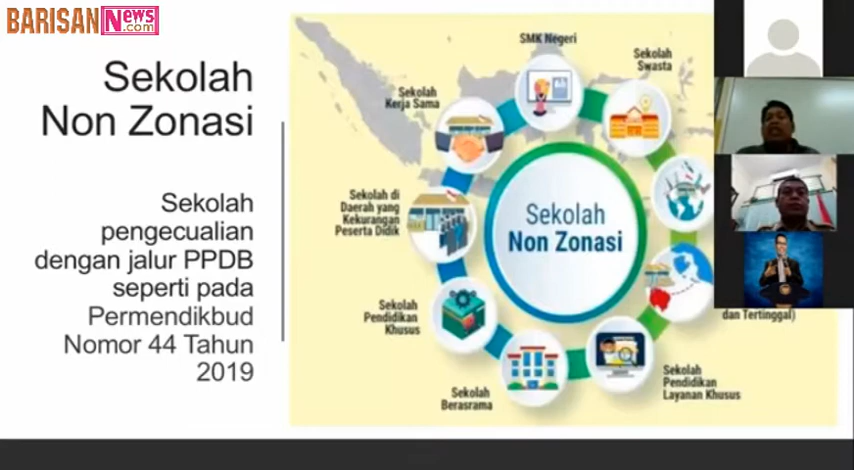 BARISAN News
.com
Sekolah
Non Zonasi
Sekolah
pengecualian
dengan jalur PPDB
seperti pada
Permendikbud
Nomor 44 Tahun
2019
SMK Negeri
Sekolah
Swasta
Sekolah
Kerja Sama
Sekolah di
Daerah yang
Kekurangan
Peserta Didik
Sekolah
Non Zonasi
Sekolah
Pendidikan
Khusus
dan Tertinggal)
Sekolah
Berasrama
Sekolah
Pendidikan
Layanan Khusus